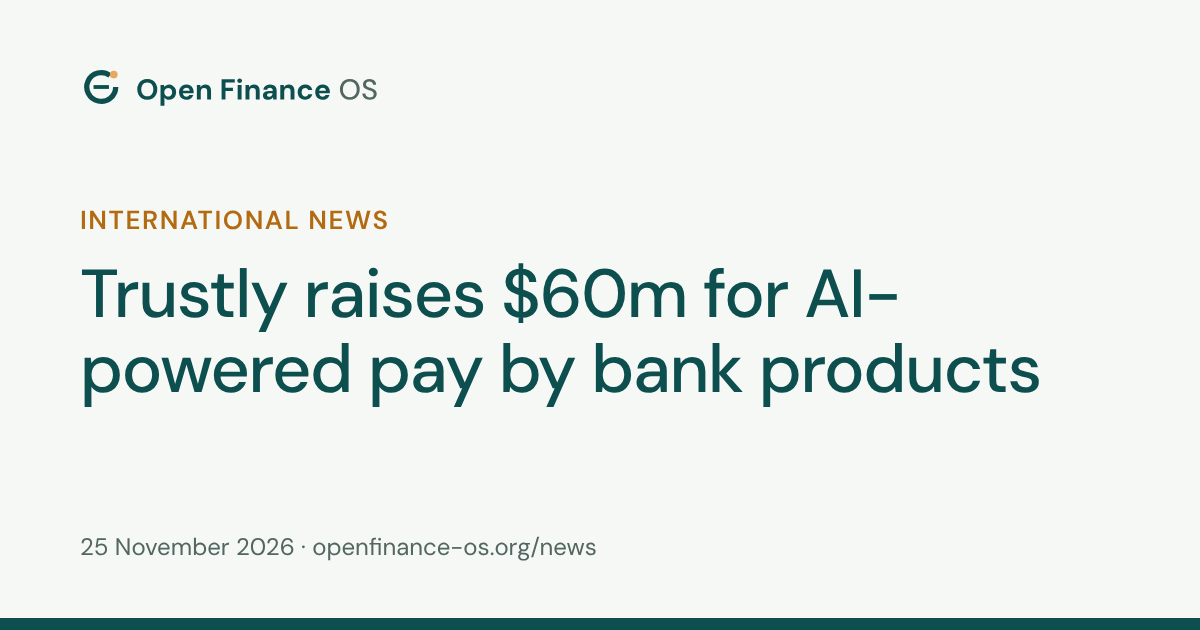 Open Finance OS
INTERNATIONAL NEWS
Trustly raises $60m for AI-
powered pay by bank products
25 November 2026 · openfinance-os.org/news